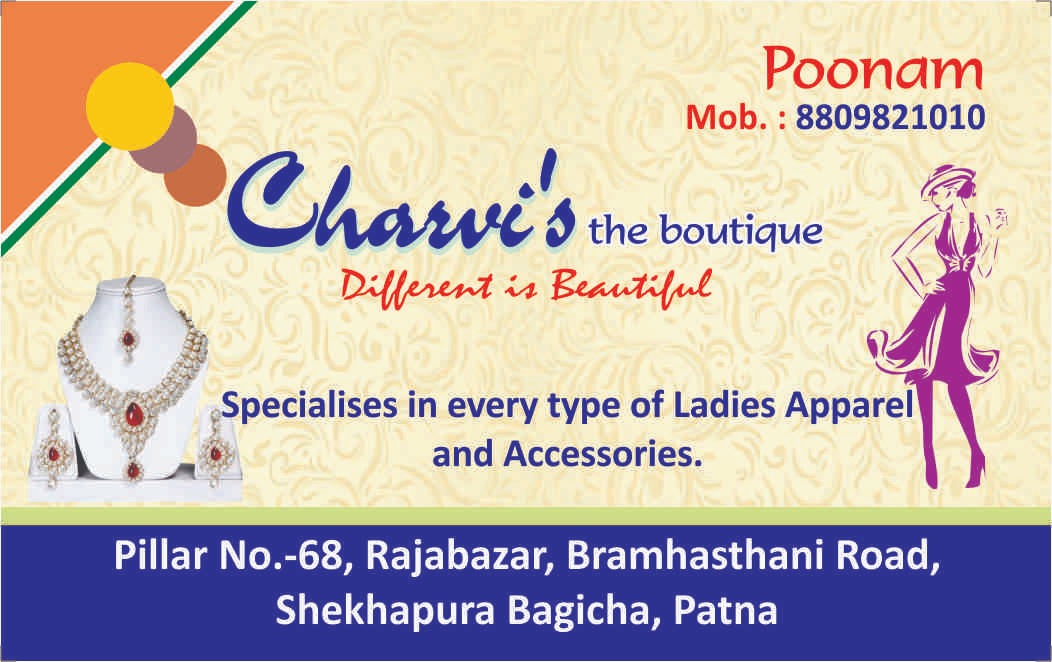 Poonam
Mob. : 8809821010
Charvi's the boutique
Different is Beautiful
Specialises in every type of Ladies Apparel
and Accessories.
Pillar No.-68, Rajabazar, Bramhasthani Road,
Shekhapura Bagicha, Patna